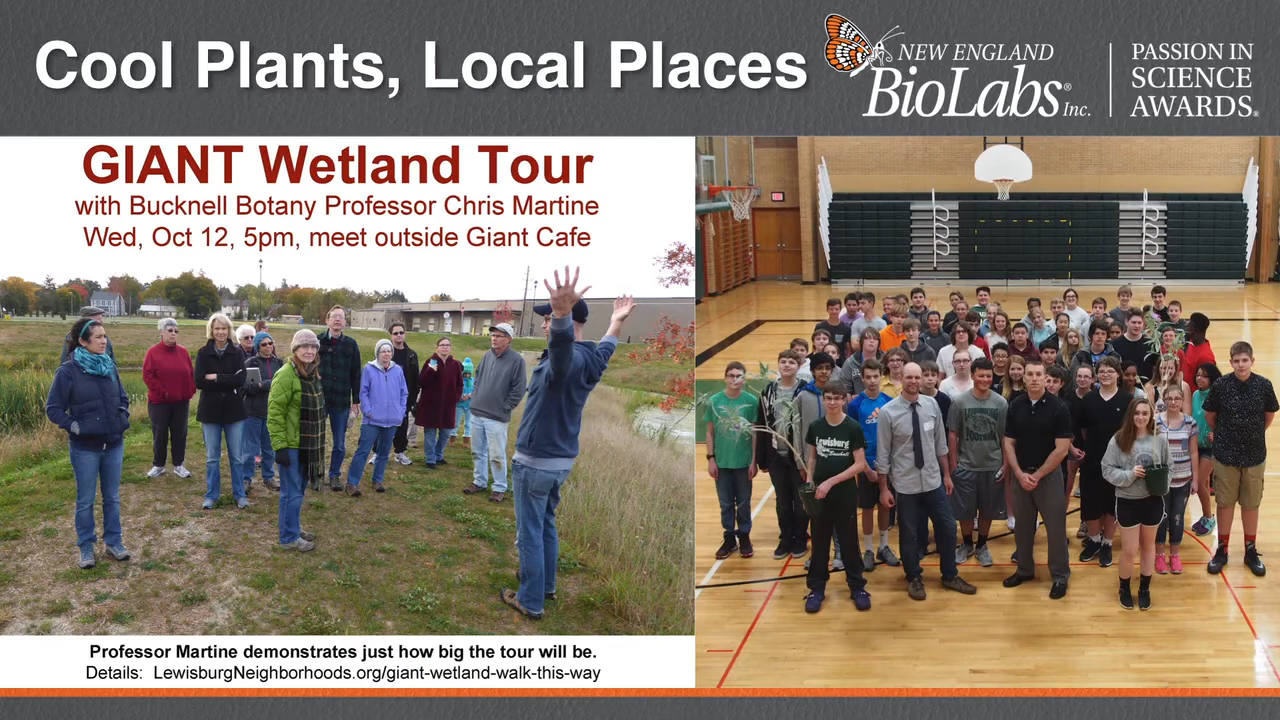 Cool Plants, Local Places
NEW ENGLAND
BioLabs® Inc.
PASSION IN
SCIENCE
AWARDS®
GIANT Wetland Tour
with Bucknell Botany Professor Chris Martine
Wed, Oct 12, 5pm, meet outside Giant Cafe
Professor Martine demonstrates just how big the tour will be.
Details: LewisburgNeighborhoods.org/giant-wetland-walk-this-way
Lewisburg
Baseball
adidas